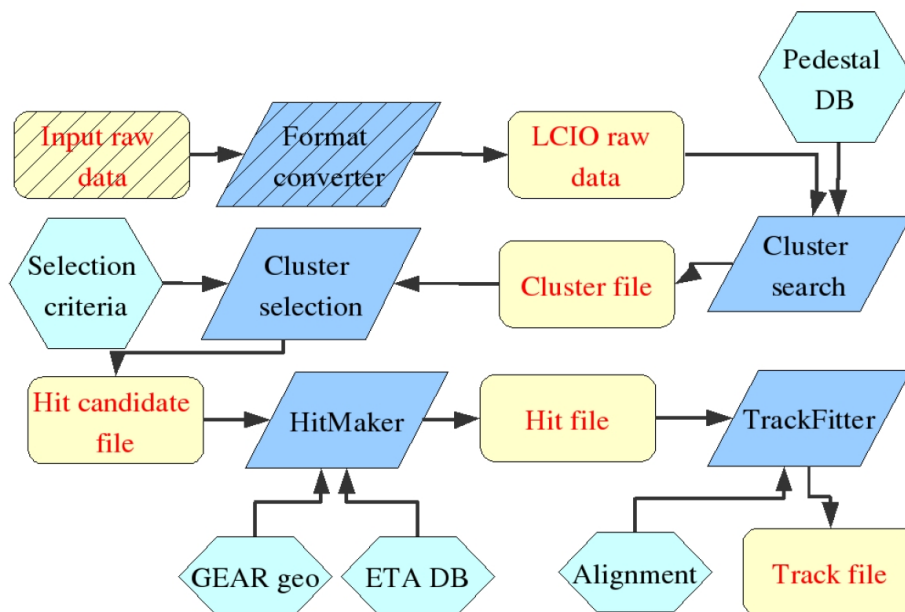 Pedestal
DB
Input raw
data
Format
converter
LCIO raw
data
Selection
criteria
Cluster
selection
Cluster file
Cluster
search
Hit candidate
file
HitMaker
Hit file
TrackFitter
GEAR geo
ETA DB
Alignment
Track file